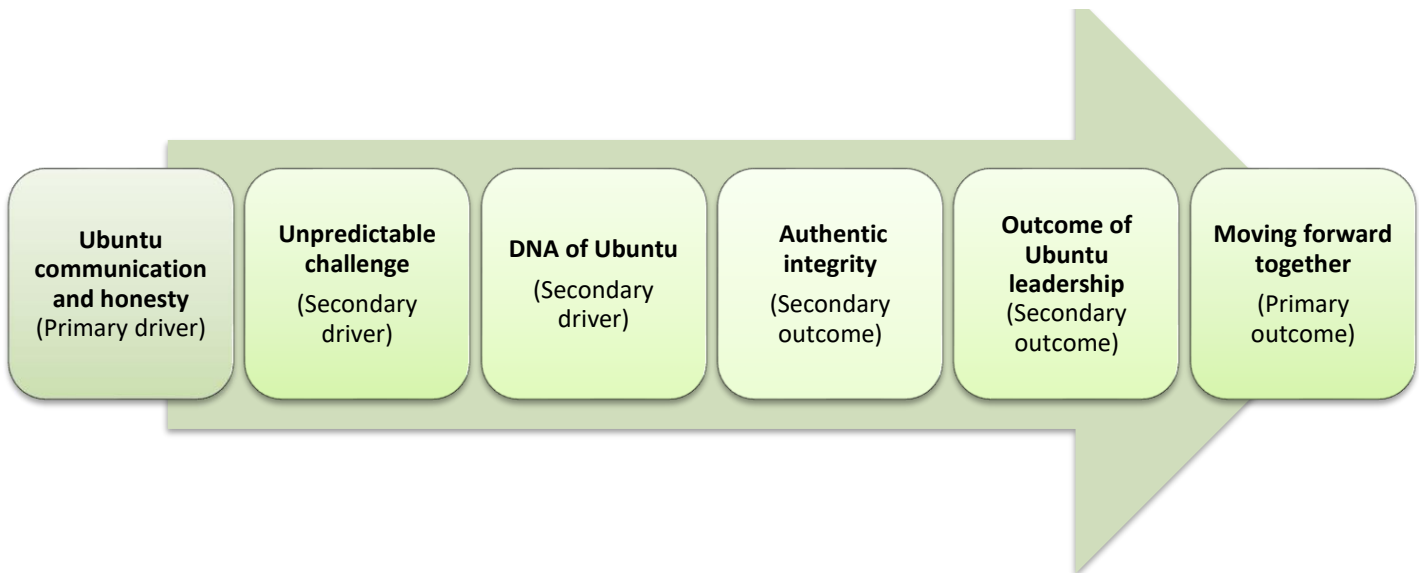 Ubuntu
communication
and honesty
(Primary driver)
Unpredictable
challenge
(Secondary
driver)
DNA of Ubuntu
(Secondary
driver)
Authentic
integrity
(Secondary
outcome)
Outcome of
Ubuntu
leadership
(Secondary
outcome)
Moving forward
together
(Primary
outcome)